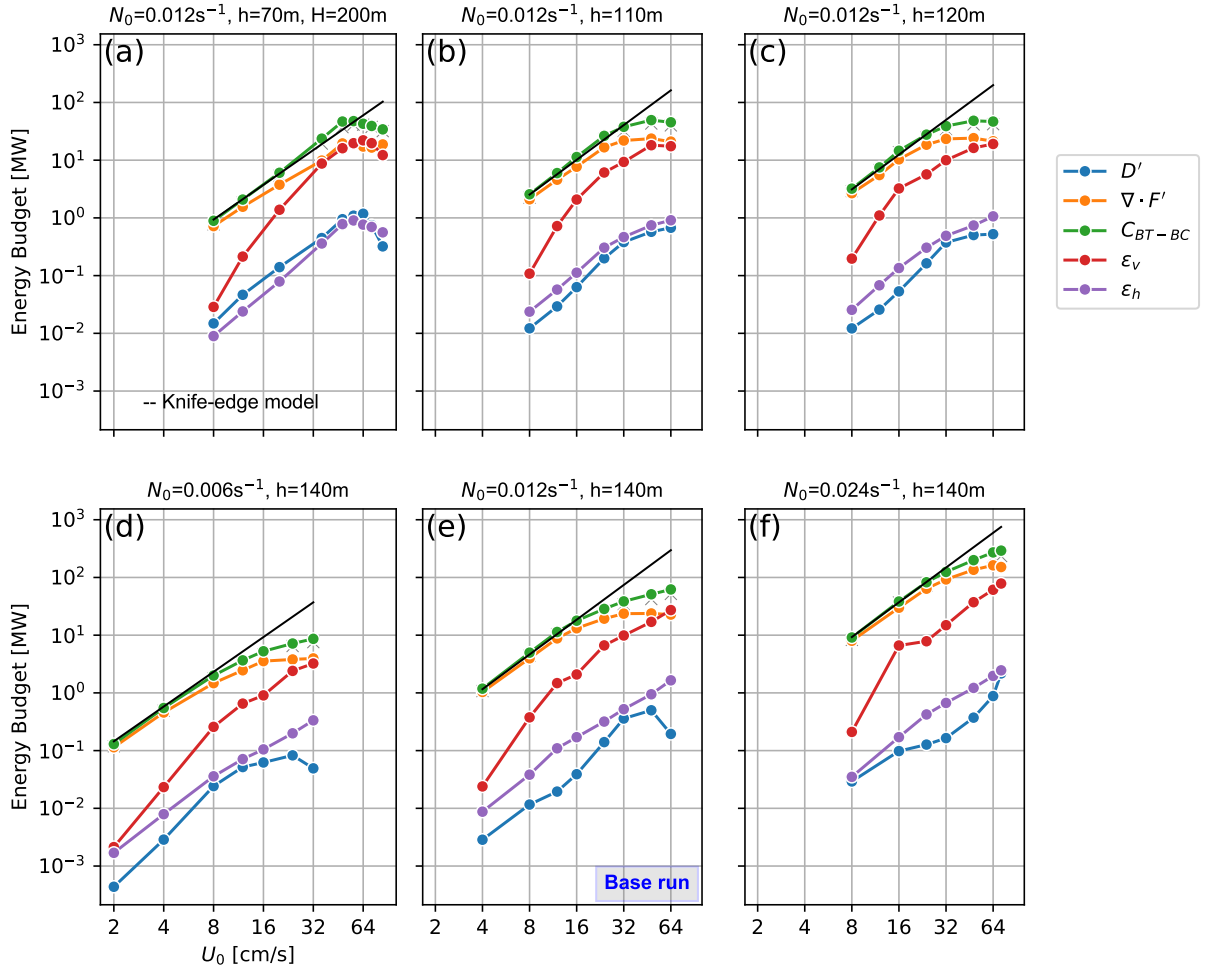 N₀=0.012s⁻¹, h=70m, H=200m
N₀=0.012s⁻¹, h=110m
N₀=0.012s⁻¹, h=120m
(a)
(b)
(c)
Energy Budget [MW]
10³
10²
10¹
10⁰
10⁻¹
10⁻²
10⁻³
-- Knife-edge model
D′
∇ · F′
C_{BT − BC}
ε_v
ε_h
N₀=0.006s⁻¹, h=140m
N₀=0.012s⁻¹, h=140m
N₀=0.024s⁻¹, h=140m
(d)
(e)
(f)
Energy Budget [MW]
10³
10²
10¹
10⁰
10⁻¹
10⁻²
10⁻³
Base run
2 4 8 16 32 64
2 4 8 16 32 64
2 4 8 16 32 64
U₀ [cm/s]